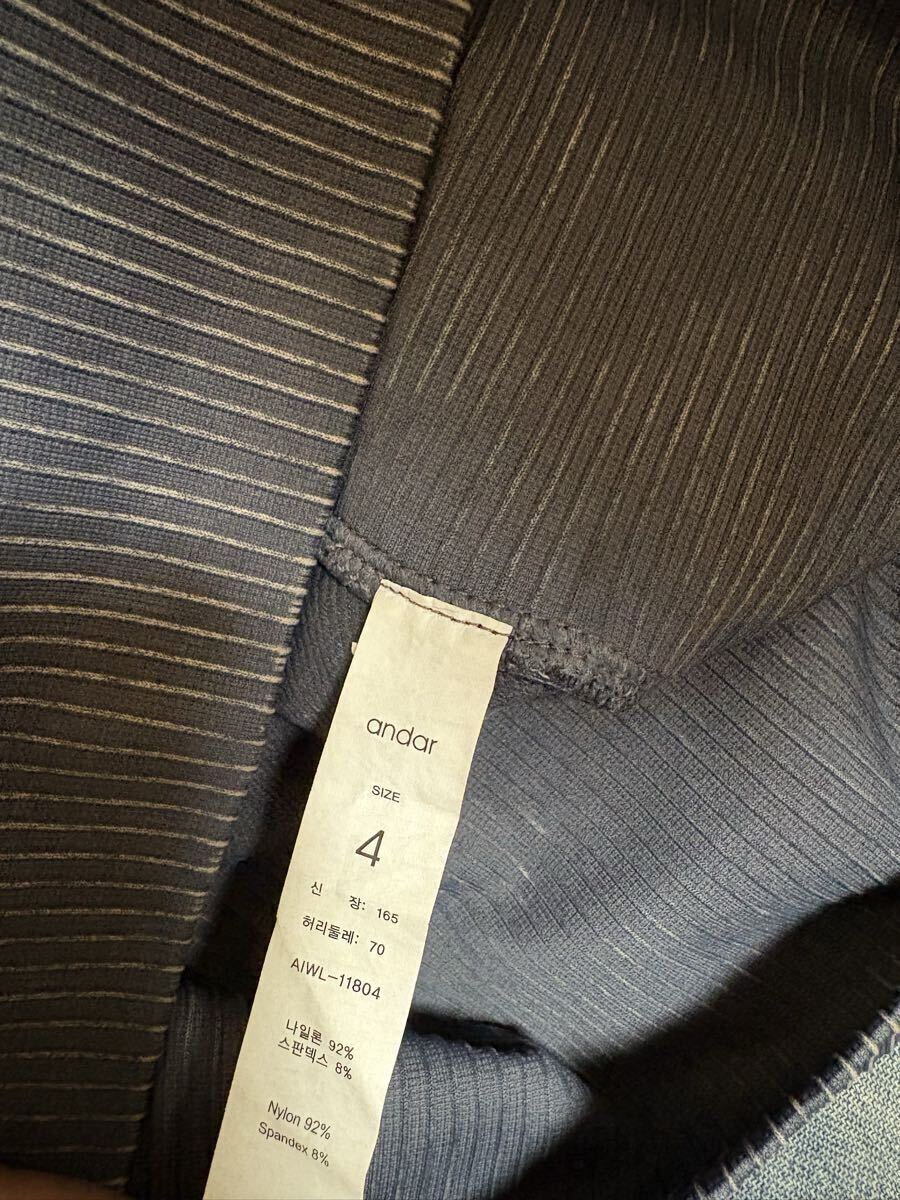 andar
SIZE
4
신 장: 165
허리둘레: 70
AIWL-11804
나일론 92%
스판덱스 8%
Nylon 92%
Spandex 8%